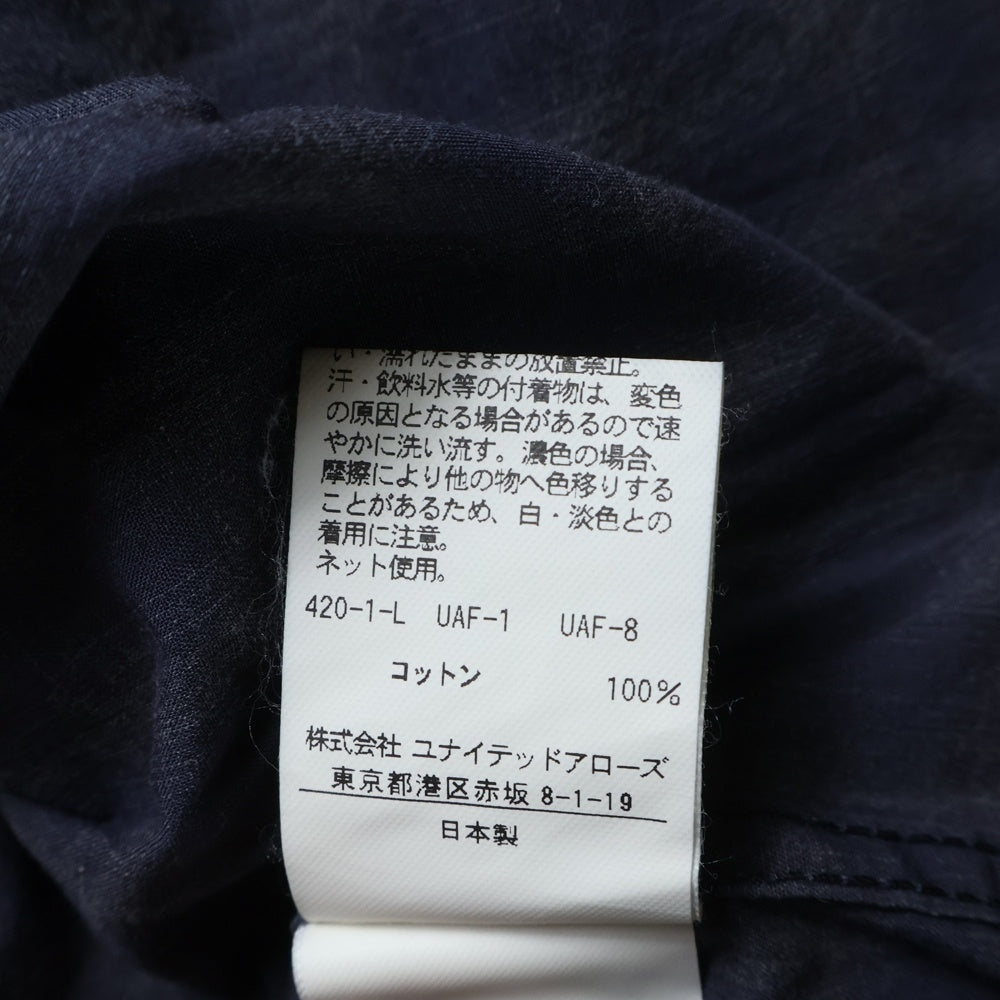 い・濡れたままの放置禁止。
汗・飲料水等の付着物は、変色
の原因となる場合があるので速
やかに洗い流す。濃色の場合、
摩擦により他の物へ色移りする
ことがあるため、白・淡色との
着用に注意。
ネット使用。
420-1-L UAF-1 UAF-8
コットン 100%
株式会社 ユナイテッドアローズ
東京都港区赤坂 8-1-19
日本製